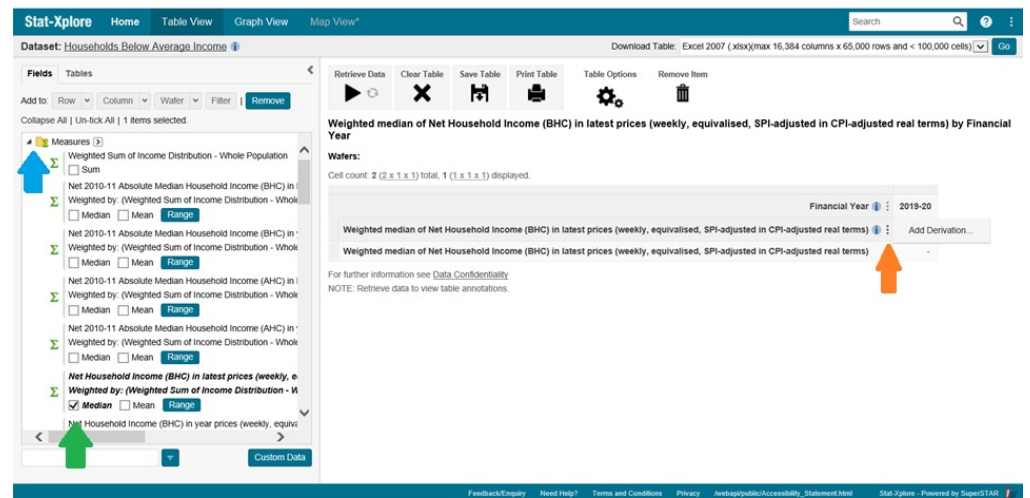 Stat-Xplore Home Table View Graph View Map View* Search
Dataset: Households Below Average Income Download Table: Excel 2007 (.xlsx)(max 16,384 columns x 65,000 rows and < 100,000 cells) Go
Fields Tables
Add to: Row Column Wafer Filter | Remove
Collapse All | Un-tick All | 1 items selected.
Measures
Weighted Sum of Income Distribution - Whole Population
Sum
Net 2010-11 Absolute Median Household Income (BHC) in
Weighted by: (Weighted Sum of Income Distribution - Whole
Median Mean Range
Net 2010-11 Absolute Median Household Income (BHC) in
Weighted by: (Weighted Sum of Income Distribution - Whole
Median Mean Range
Net 2010-11 Absolute Median Household Income (AHC) in
Weighted by: (Weighted Sum of Income Distribution - Whole
Median Mean Range
Net 2010-11 Absolute Median Household Income (AHC) in
Weighted by: (Weighted Sum of Income Distribution - Whole
Median Mean Range
Net Household Income (BHC) in latest prices (weekly, e
Weighted by: (Weighted Sum of Income Distribution - W
Median Mean Range
Net Household Income (BHC) in year prices (weekly, equiva
Custom Data
Retrieve Data Clear Table Save Table Print Table Table Options Remove Item
Weighted median of Net Household Income (BHC) in latest prices (weekly, equivalised, SPI-adjusted in CPI-adjusted real terms) by Financial
Year
Wafers:
Cell count: 2 (2 x 1 x 1) total, 1 (1 x 1 x 1) displayed.
Financial Year 2019-20
Weighted median of Net Household Income (BHC) in latest prices (weekly, equivalised, SPI-adjusted in CPI-adjusted real terms) Add Derivation...
Weighted median of Net Household Income (BHC) in latest prices (weekly, equivalised, SPI-adjusted in CPI-adjusted real terms) -
For further information see Data Confidentiality
NOTE: Retrieve data to view table annotations.
Feedback/Enquiry Need Help? Terms and Conditions Privacy /webapi/public/Accessibility_Statement.html Stat-Xplore - Powered by SuperSTAR